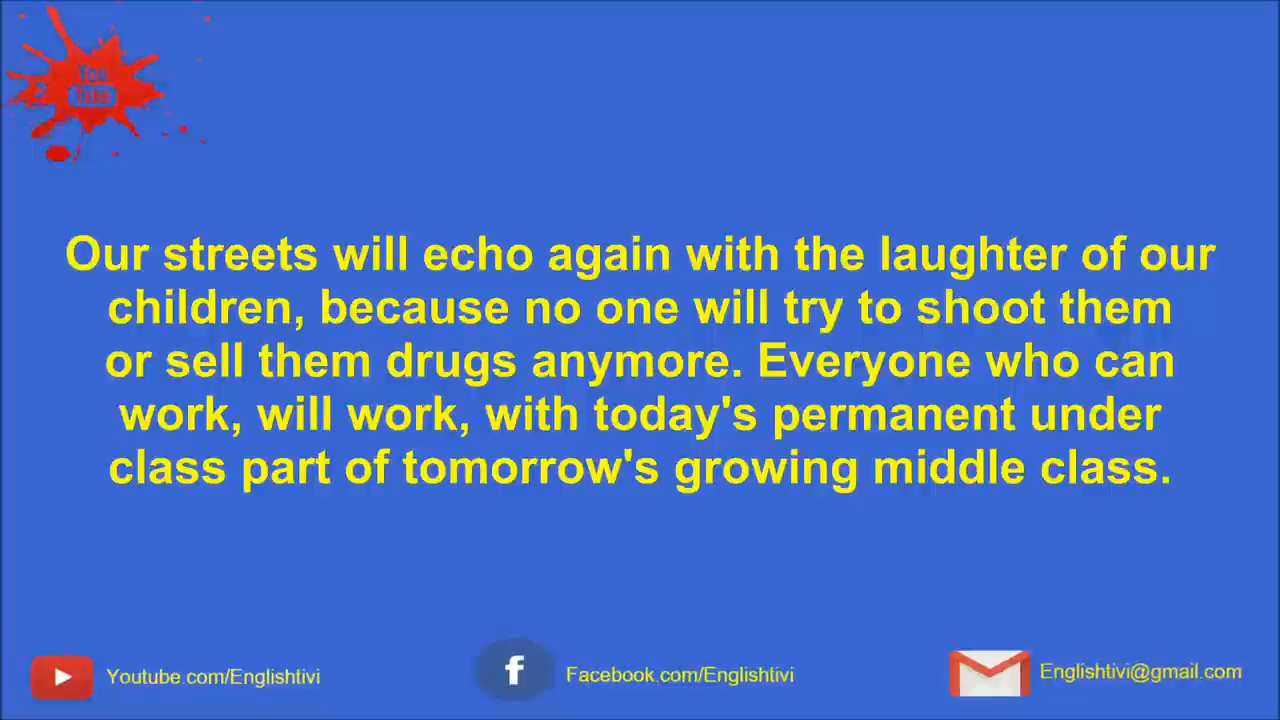 You
Tube
Our streets will echo again with the laughter of our
children, because no one will try to shoot them
or sell them drugs anymore. Everyone who can
work, will work, with today's permanent under
class part of tomorrow's growing middle class.
Youtube.com/Englishtivi
f
Facebook.com/Englishtivi
Englishtivi@gmail.com